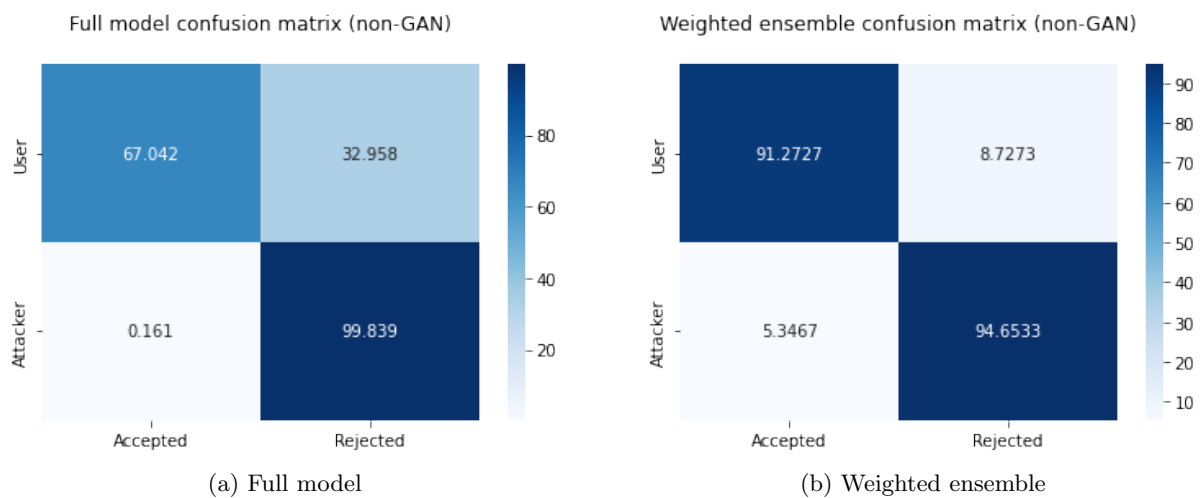 Full model confusion matrix (non-GAN)
User
Attacker
67.042
32.958
0.161
99.839
Accepted
Rejected
80
60
40
20
(a) Full model
Weighted ensemble confusion matrix (non-GAN)
User
Attacker
91.2727
8.7273
5.3467
94.6533
Accepted
Rejected
90
80
70
60
50
40
30
20
10
(b) Weighted ensemble